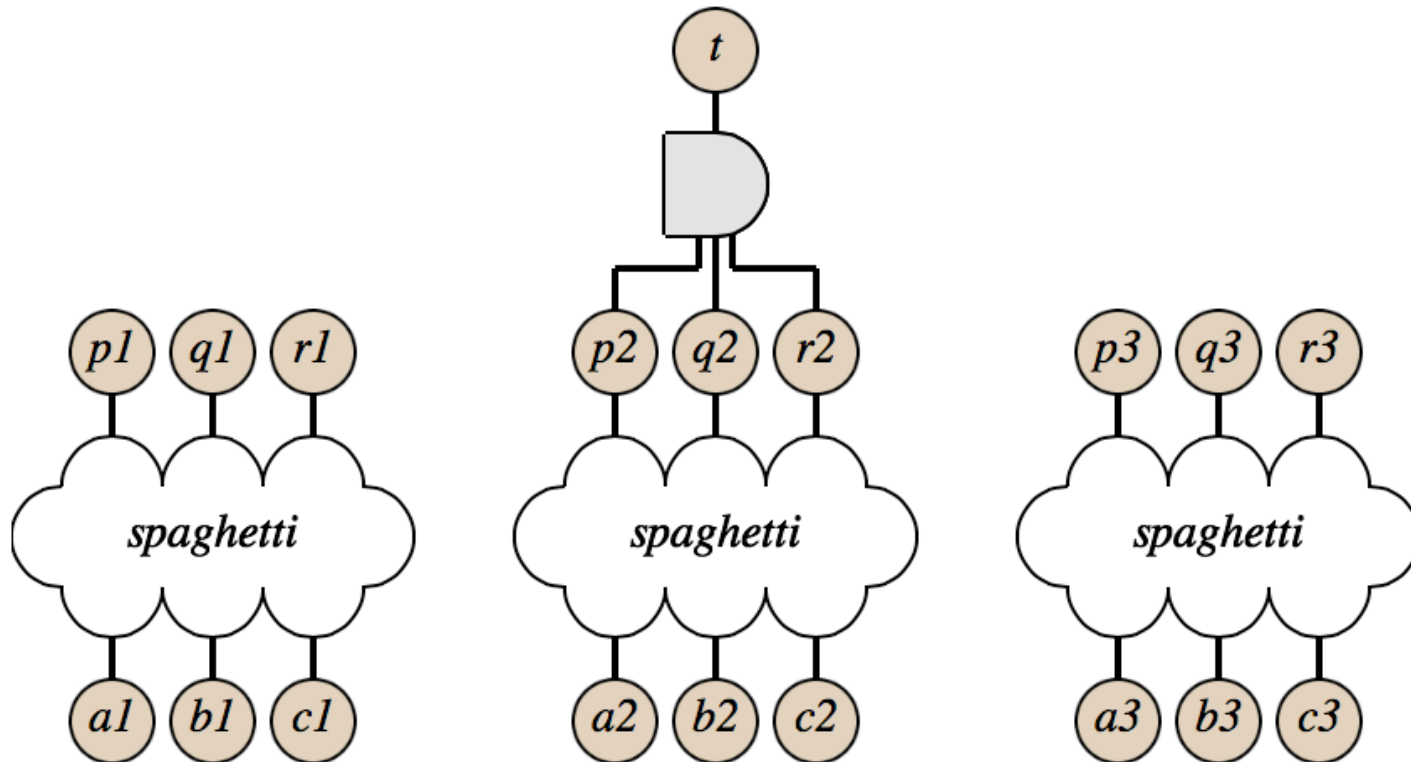 t
p1 q1 r1 p2 q2 r2 p3 q3 r3
spaghetti spaghetti spaghetti
a1 b1 c1 a2 b2 c2 a3 b3 c3